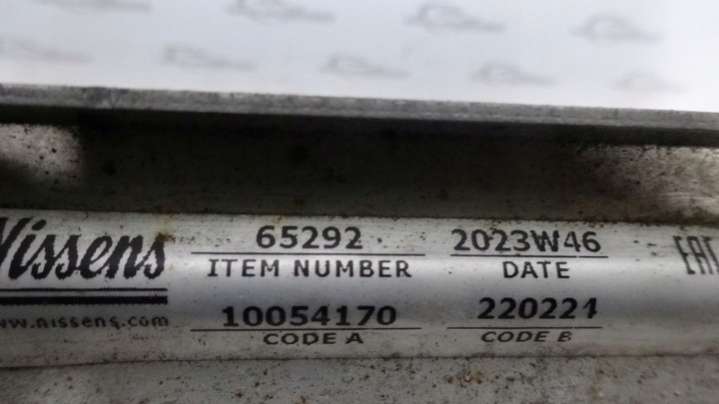 Nissens
65292
2023W46
ITEM NUMBER
DATE
EAC
www.nissens.com
10054170
220221
CODE A
CODE B